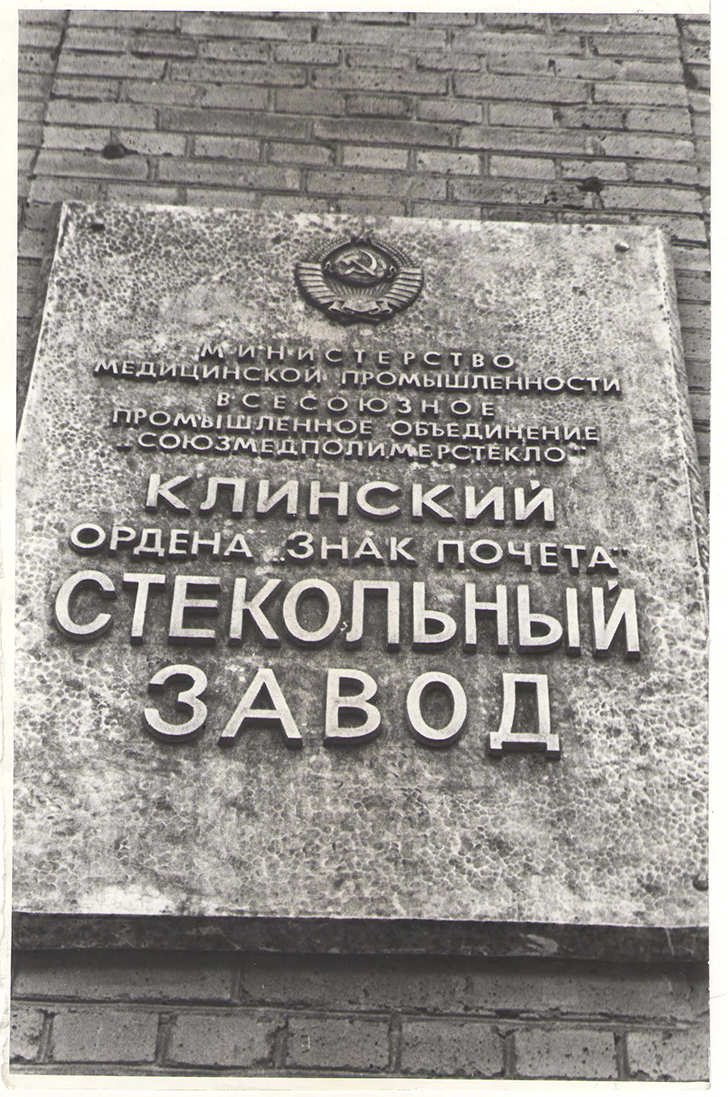 МИНИСТЕРСТВО
МЕДИЦИНСКОЙ ПРОМЫШЛЕННОСТИ
ВСЕСОЮЗНОЕ
ПРОМЫШЛЕННОЕ ОБЪЕДИНЕНИЕ
„СОЮЗМЕДПОЛИМЕРСТЕКЛО"
КЛИНСКИЙ
ОРДЕНА „ЗНАК ПОЧЕТА"
СТЕКОЛЬНЫЙ
ЗАВОД